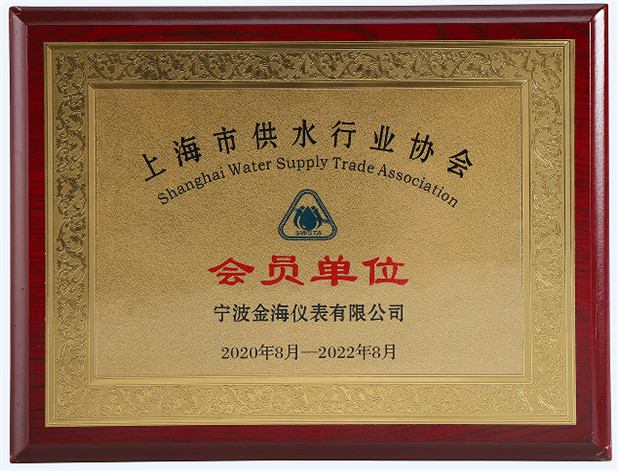 上海市供水行业协会
Shanghai Water Supply Trade Association
SWSTA
会员单位
宁波金海仪表有限公司
2020年8月—2022年8月